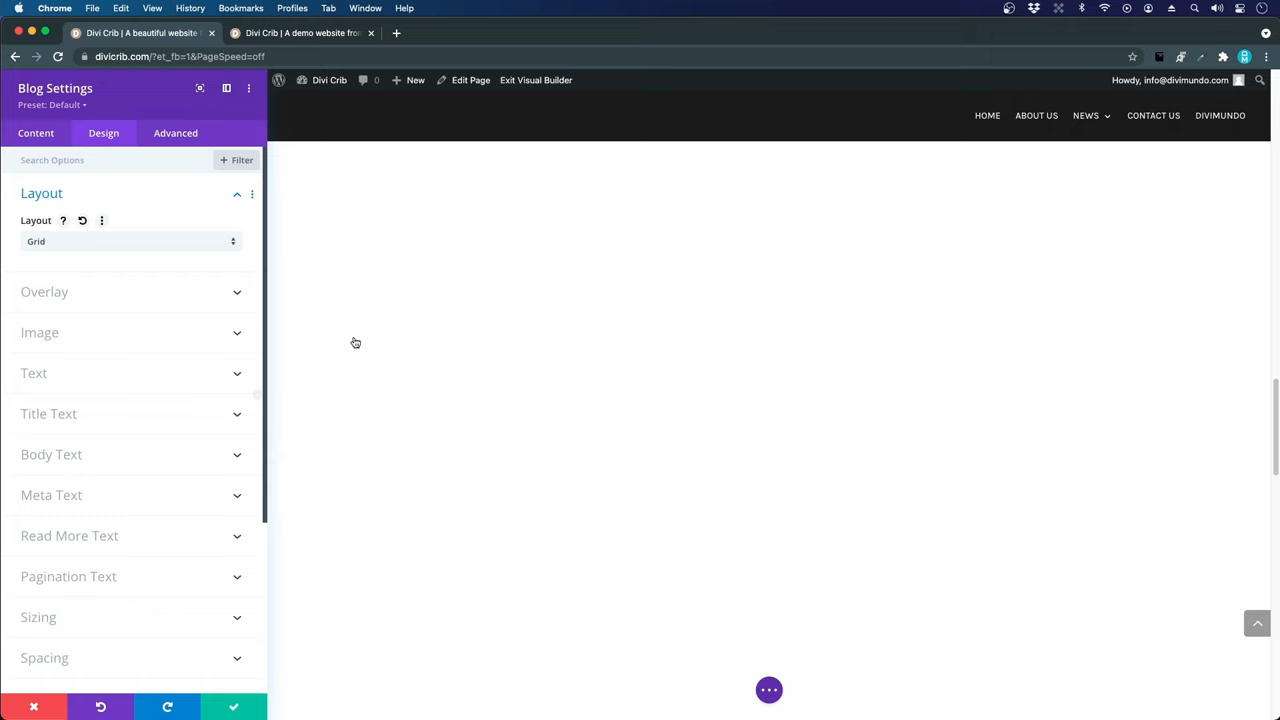 Chrome File Edit View History Bookmarks Profiles Tab Window Help
Divi Crib | A beautiful website f
Divi Crib | A demo website from
divicrib.com/?et_fb=1&PageSpeed=off
Divi Crib 0 New Edit Page Exit Visual Builder Howdy, info@divimundo.com
Blog Settings
Preset: Default
HOME ABOUT US NEWS CONTACT US DIVIMUNDO
Content Design Advanced
Search Options + Filter
Layout
Layout ?
Grid
Overlay
Image
Text
Title Text
Body Text
Meta Text
Read More Text
Pagination Text
Sizing
Spacing